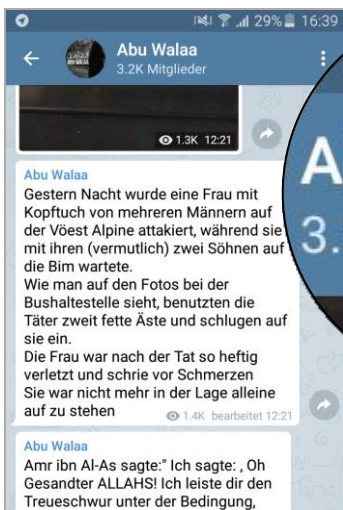 29% 16:39
Abu Walaa
3.2K Mitglieder
1.3K 12:21
Abu Walaa
Gestern Nacht wurde eine Frau mit
Kopftuch von mehreren Männern auf
der Vöest Alpine attakiert, während sie
mit ihren (vermutlich) zwei Söhnen auf
die Bim wartete.
Wie man auf den Fotos bei der
Bushaltestelle sieht, benutzten die
Täter zweit fette Äste und schlugen auf
sie ein.
Die Frau war nach der Tat so heftig
verletzt und schrie vor Schmerzen
Sie war nicht mehr in der Lage alleine
auf zu stehen
1.4K bearbeitet 12:21
Abu Walaa
Amr ibn Al-As sagte:" Ich sagte: , Oh
Gesandter ALLAHS! Ich leiste dir den
Treueschwur unter der Bedingung,
A
3.